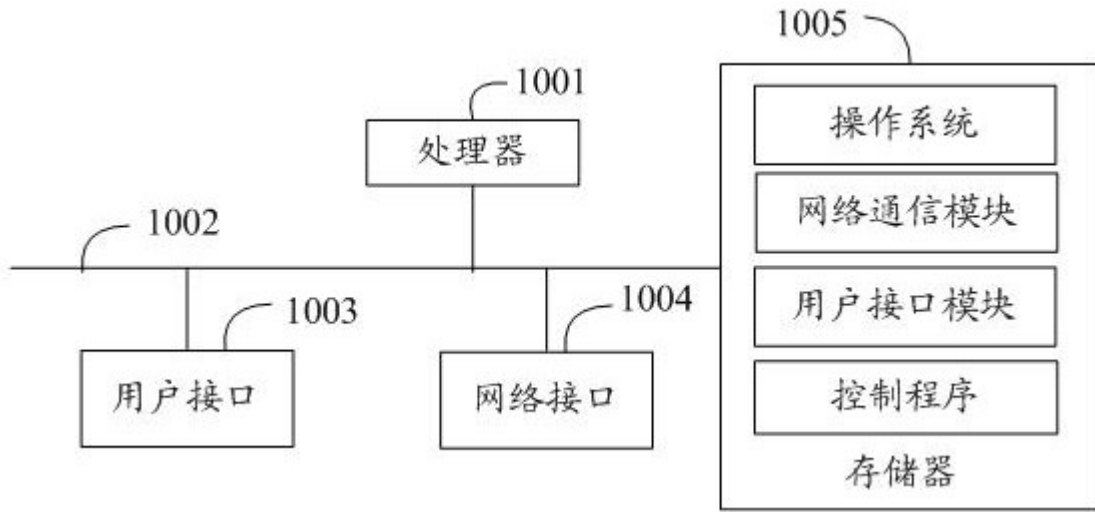 1005
1001
操作系统
处理器
网络通信模块
1002
1003
1004
用户接口模块
用户接口
网络接口
控制程序
存储器